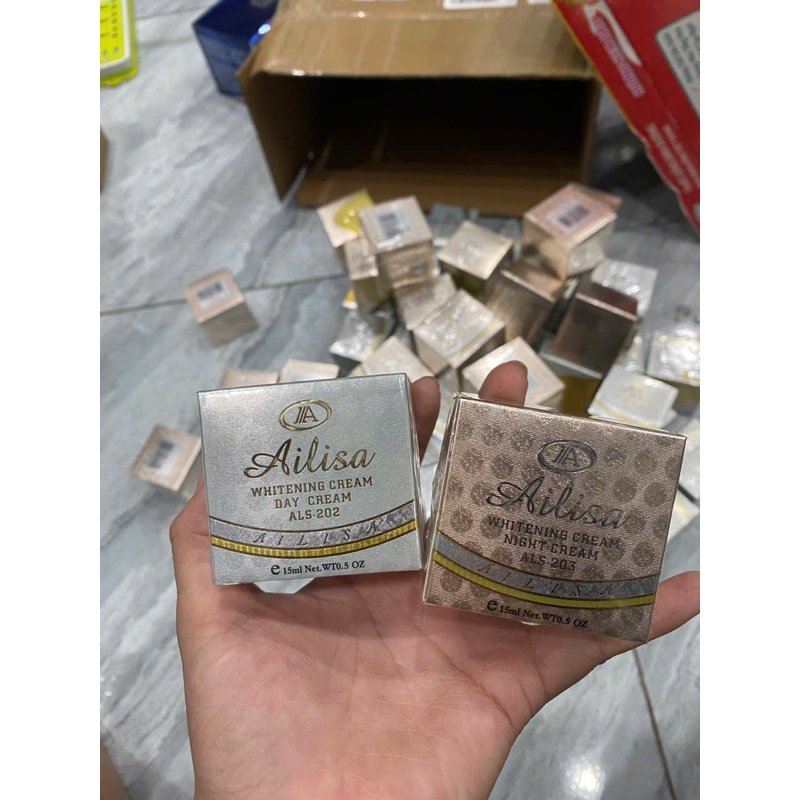 Ailisa
WHITENING CREAM
DAY CREAM
ALS-202
AILISA
e 15ml Net.WT0.5 OZ
Ailisa
WHITENING CREAM
NIGHT CREAM
ALS-203
AILISA
e 15ml Net.WT0.5 OZ